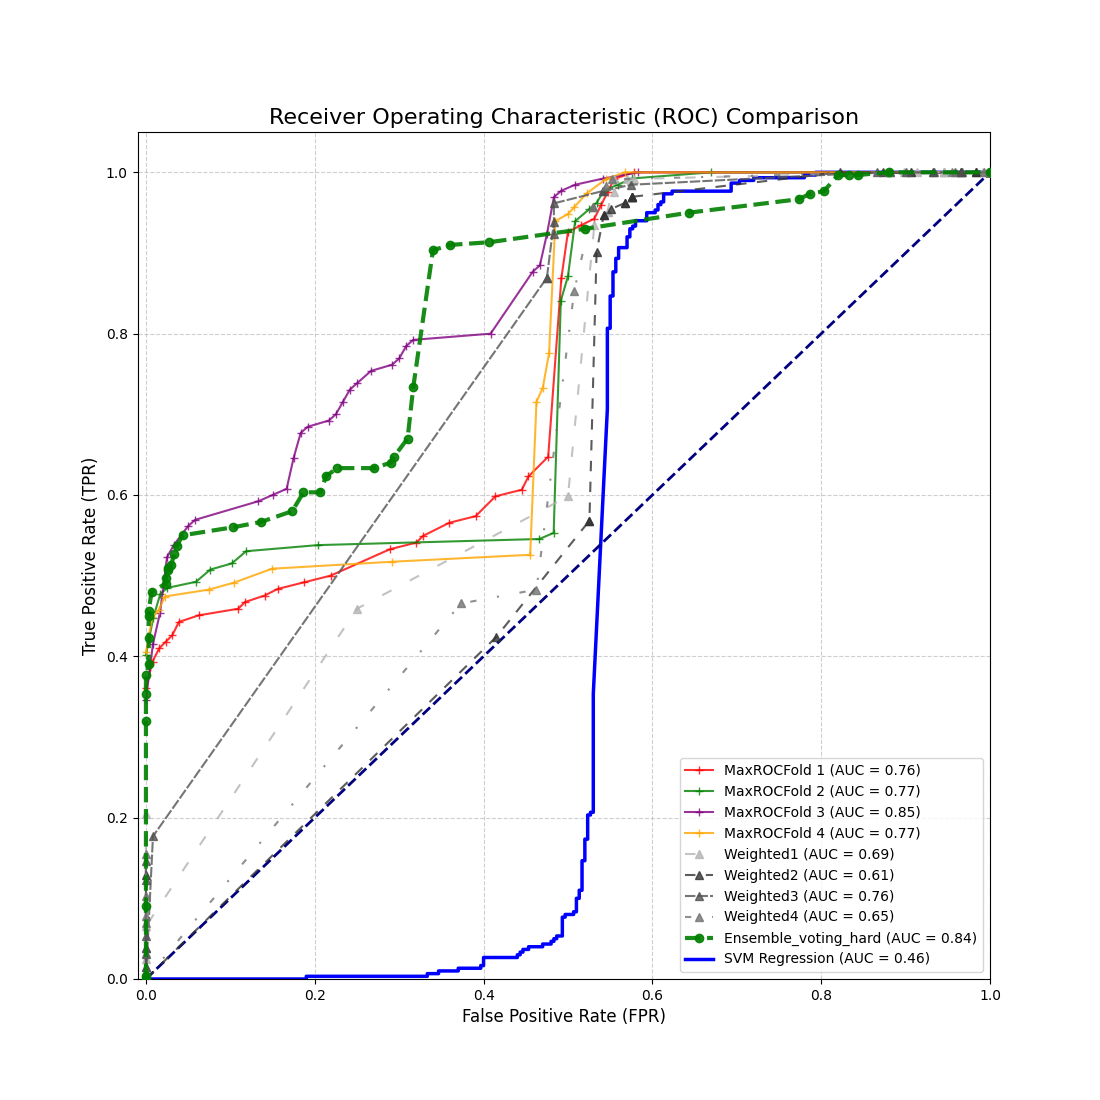 Receiver Operating Characteristic (ROC) Comparison
True Positive Rate (TPR)
1.0
0.8
0.6
0.4
0.2
0.0
MaxROCFold 1 (AUC = 0.76)
MaxROCFold 2 (AUC = 0.77)
MaxROCFold 3 (AUC = 0.85)
MaxROCFold 4 (AUC = 0.77)
Weighted1 (AUC = 0.69)
Weighted2 (AUC = 0.61)
Weighted3 (AUC = 0.76)
Weighted4 (AUC = 0.65)
Ensemble_voting_hard (AUC = 0.84)
SVM Regression (AUC = 0.46)
0.0 0.2 0.4 0.6 0.8 1.0
False Positive Rate (FPR)